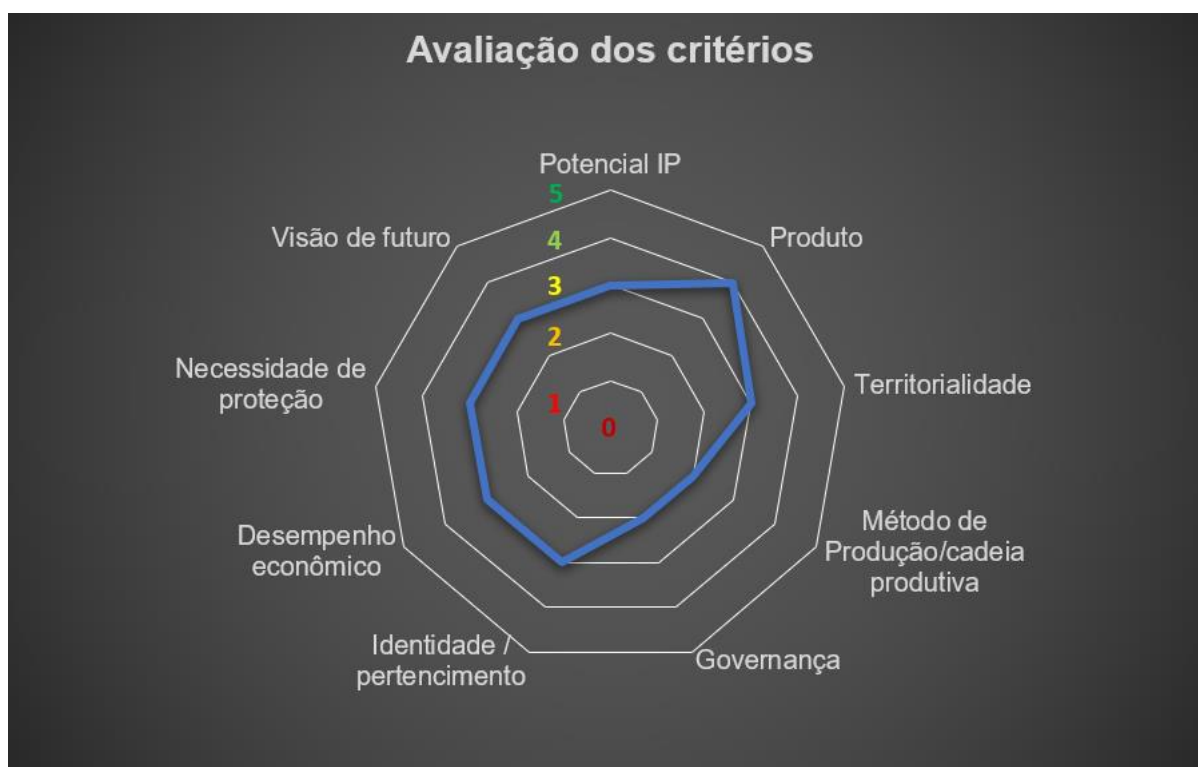 Avaliação dos critérios
Potencial IP
5
Visão de futuro
Produto
4
3
2
Necessidade de
proteção
Territorialidade
1
0
Método de
Produção/cadeia
produtiva
Desempenho
econômico
Identidade /
pertencimento
Governança